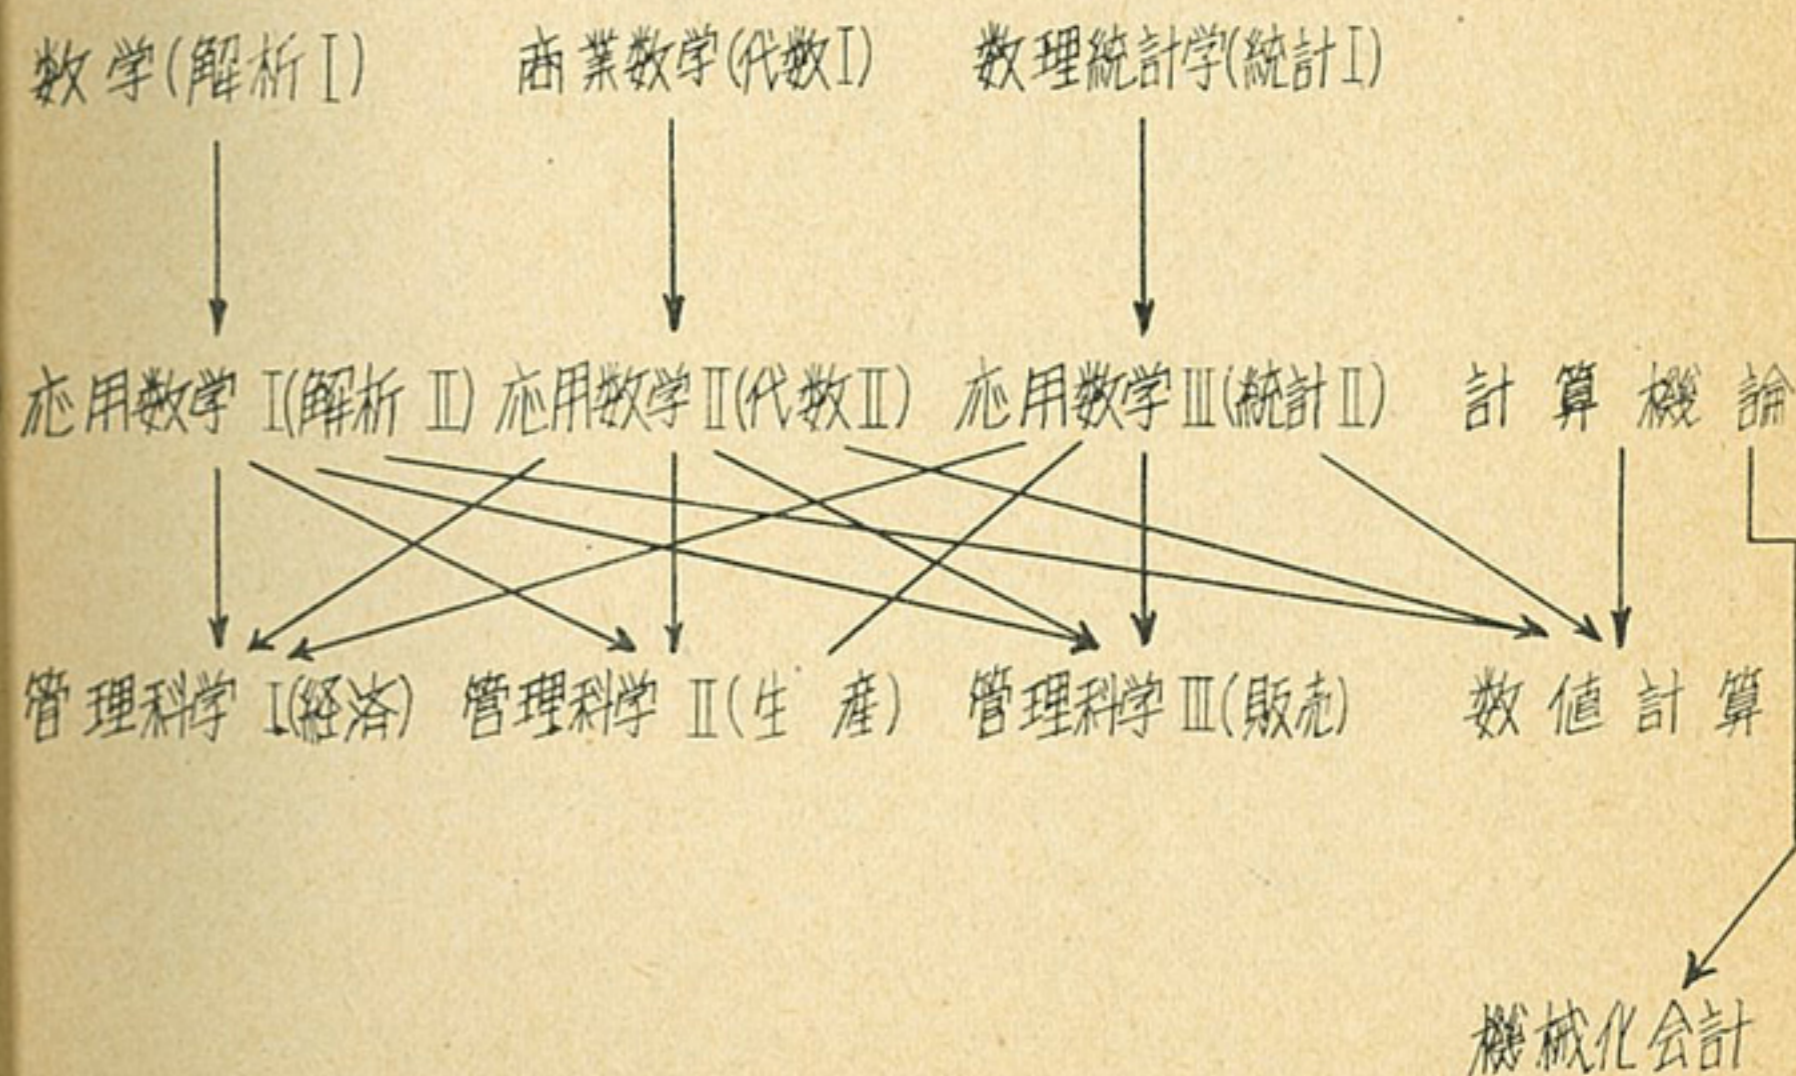 数学(解析Ⅰ) 商業数学(代数Ⅰ) 数理統計学(統計Ⅰ)
応用数学Ⅰ(解析Ⅱ) 応用数学Ⅱ(代数Ⅱ) 応用数学Ⅲ(統計Ⅱ) 計算機論
管理科学Ⅰ(経済) 管理科学Ⅱ(生産) 管理科学Ⅲ(販売) 数値計算
機械化会計